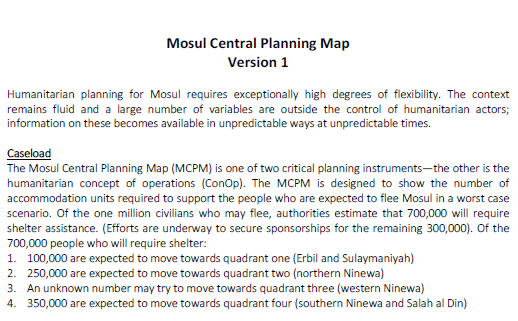 Mosul Central Planning Map
Version 1
Humanitarian planning for Mosul requires exceptionally high degrees of flexibility. The context
remains fluid and a large number of variables are outside the control of humanitarian actors;
information on these becomes available in unpredictable ways at unpredictable times.
Caseload
The Mosul Central Planning Map (MCPM) is one of two critical planning instruments—the other is the
humanitarian concept of operations (ConOp). The MCPM is designed to show the number of
accommodation units required to support the people who are expected to flee Mosul in a worst case
scenario. Of the one million civilians who may flee, authorities estimate that 700,000 will require
shelter assistance. (Efforts are underway to secure sponsorships for the remaining 300,000). Of the
700,000 people who will require shelter:
1. 100,000 are expected to move towards quadrant one (Erbil and Sulaymaniyah)
2. 250,000 are expected to move towards quadrant two (northern Ninewa)
3. An unknown number may try to move towards quadrant three (western Ninewa)
4. 350,000 are expected to move towards quadrant four (southern Ninewa and Salah al Din)